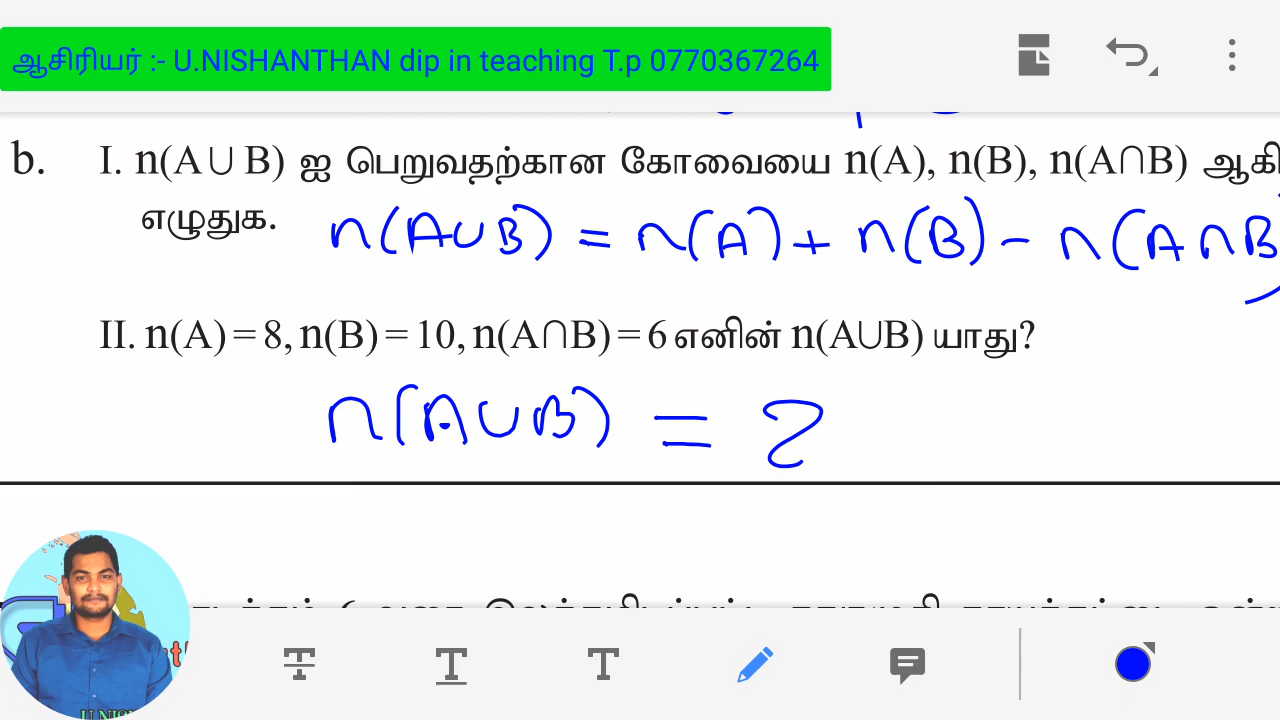 ஆசிரியர் :- U.NISHANTHAN dip in teaching T.p 0770367264
b. I. n(A∪B) ஐ பெறுவதற்கான கோவையை n(A), n(B), n(A∩B) ஆகி
எழுதுக. n(A∪B) = n(A) + n(B) - n(A∩B)
II. n(A) = 8, n(B) = 10, n(A∩B) = 6 எனின் n(A∪B) யாது?
n(A∪B) = 2